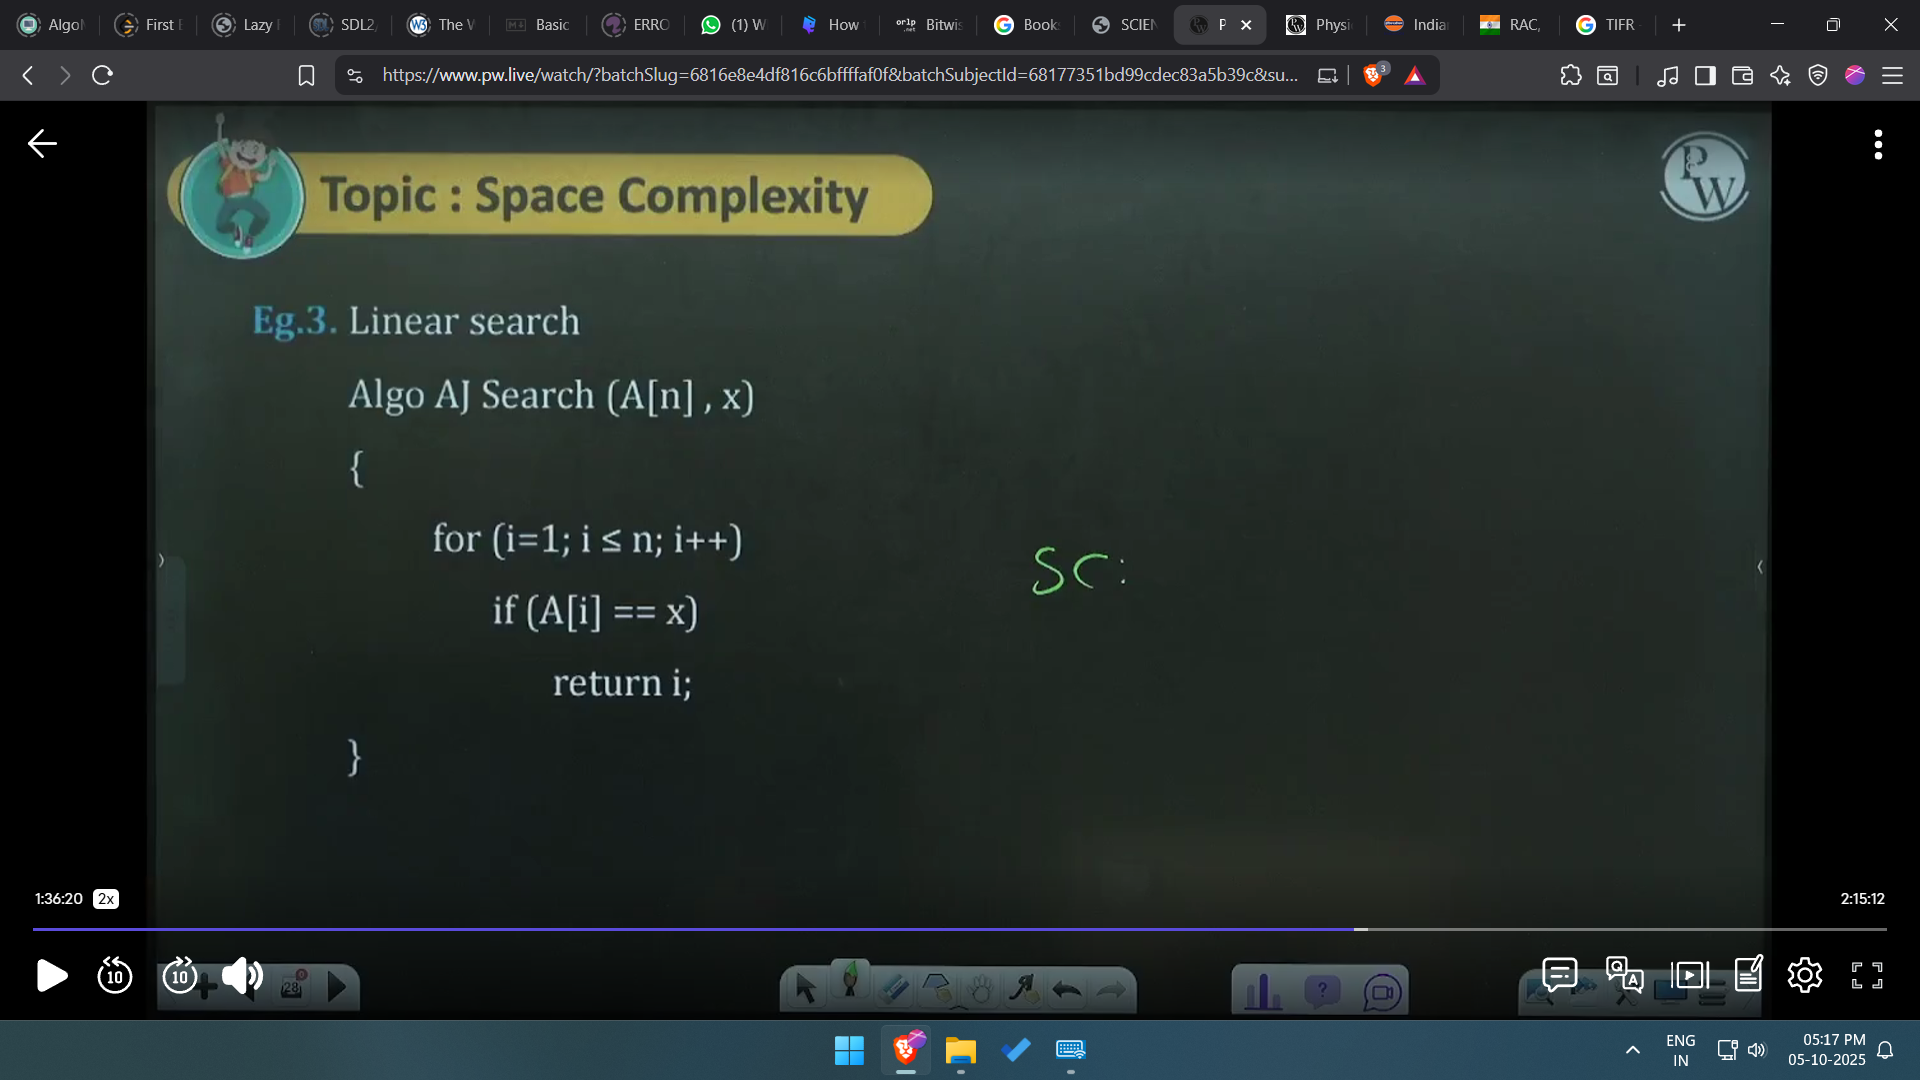 Algo
First E
Lazy
SDL2,
The W
Basic
ERRO
(1) W
How
Bitwis
Book
SCIEN
P
Physi
India
RAC,
TIFR
https://www.pw.live/watch/?batchSlug=6816e8e4df816c6bffffaf0f&batchSubjectId=68177351bd99cdec83a5b39c&su...
3
Topic : Space Complexity
PW
Eg.3. Linear search
Algo AJ Search (A[n] , x)
{
for (i=1; i ≤ n; i++)
SC:
if (A[i] == x)
return i;
}
1:36:20 2x
2:15:12
10
10
28
ENG
IN
05:17 PM
05-10-2025